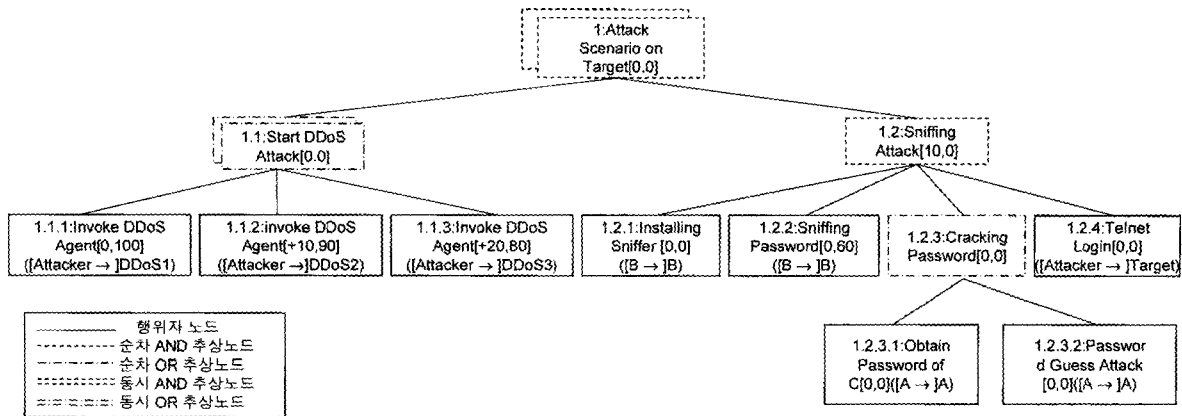 1:Attack
Scenario on
Target[0.0]
1.1:Start DDoS
Attack[0.0]
1.2:Sniffing
Attack[10,0]
1.1.1:Invoke DDoS
Agent[0,100]
([Attacker → ]DDoS1)
1.1.2:invoke DDoS
Agent[+10,90]
([Attacker →]DDoS2)
1.1.3:Invoke DDoS
Agent[+20,80]
([Attacker → ]DDoS3)
1.2.1:Installing
Sniffer [0,0]
([B → ]B)
1.2.2:Sniffing
Password[0,60]
([B → ]B)
1.2.3:Cracking
Password[0,0]
1.2.4:Telnet
Login[0,0]
([Attacker → ]Target)
1.2.3.1:Obtain
Password of
C[0,0]([A → ]A)
1.2.3.2:Passwor
d Guess Attack
[0,0]([A → ]A)
행위자 노드
순차 AND 추상노드
순차 OR 추상노드
동시 AND 추상노드
동시 OR 추상노드